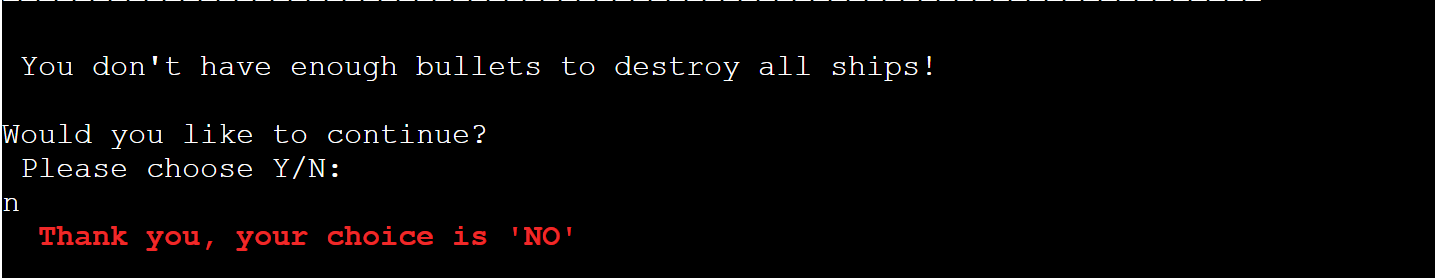 You don't have enough bullets to destroy all ships!
Would you like to continue?
Please choose Y/N:
n
Thank you, your choice is 'NO'